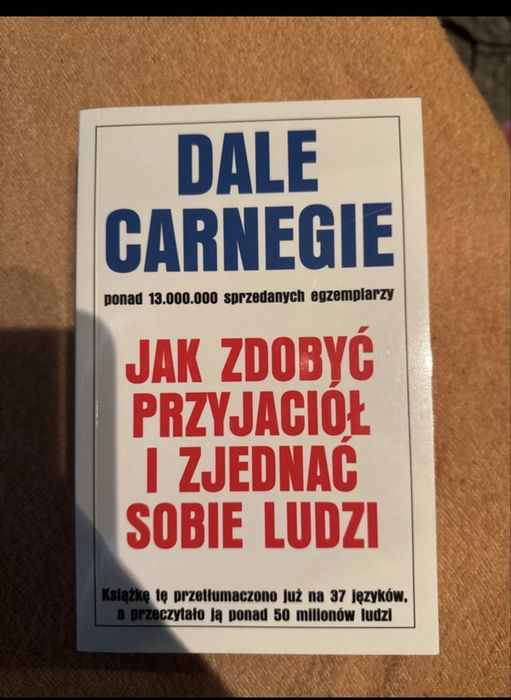 DALE
CARNEGIE
ponad 13.000.000 sprzedanych egzemplarzy
JAK ZDOBYĆ
PRZYJACIÓŁ
I ZJEDNAĆ
SOBIE LUDZI
Książkę tę przetłumaczono już na 37 języków,
a przeczytało ją ponad 50 milionów ludzi